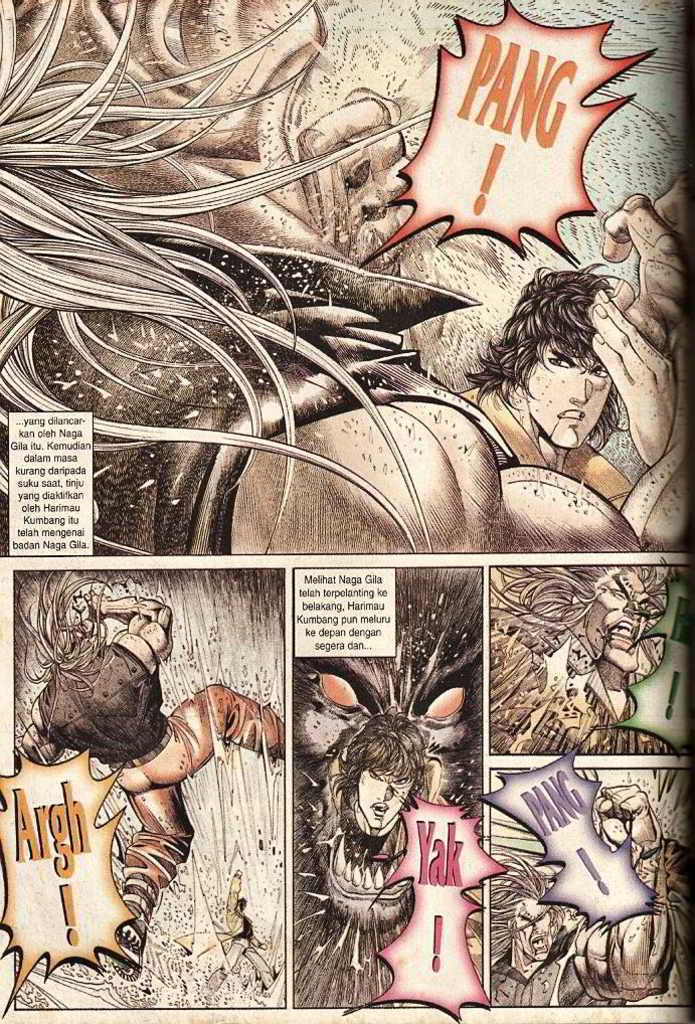 PANG
!
...yang dilancar-
kan oleh Naga
Gila itu. Kemudian
dalam masa
kurang daripada
suku saat, tinju
yang diaktifkan
oleh Harimau
Kumbang itu
telah mengenai
badan Naga Gila.
Argh
!
Melihat Naga Gila
telah terpelanting ke
belakang, Harimau
Kumbang pun meluru
ke depan dengan
segera dan...
Yak
!
!
PANG
!